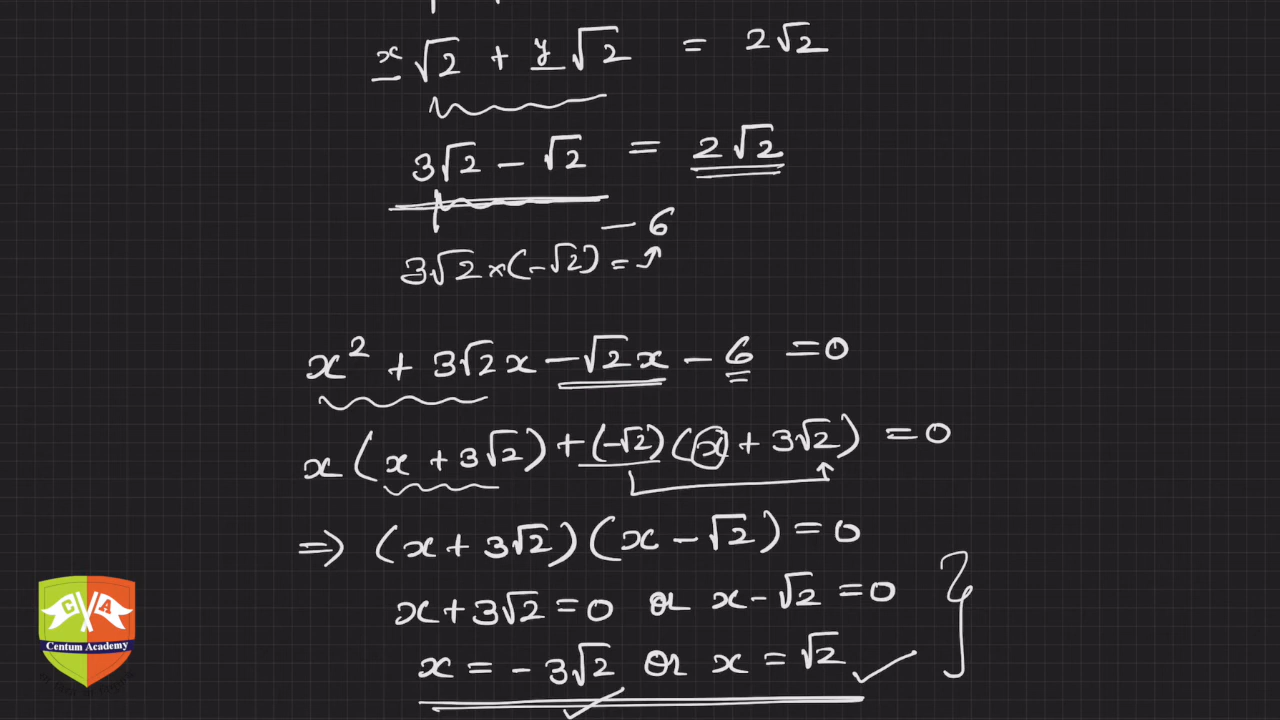 x√2 + y√2 = 2√2
3√2 - √2 = 2√2
- 6
3√2 × (-√2) =
x² + 3√2x - √2x - 6 = 0
x(x + 3√2) + (-√2)(x + 3√2) = 0
⇒ (x + 3√2)(x - √2) = 0
x + 3√2 = 0 or x - √2 = 0
x = - 3√2 or x = √2
C A
Centum Academy